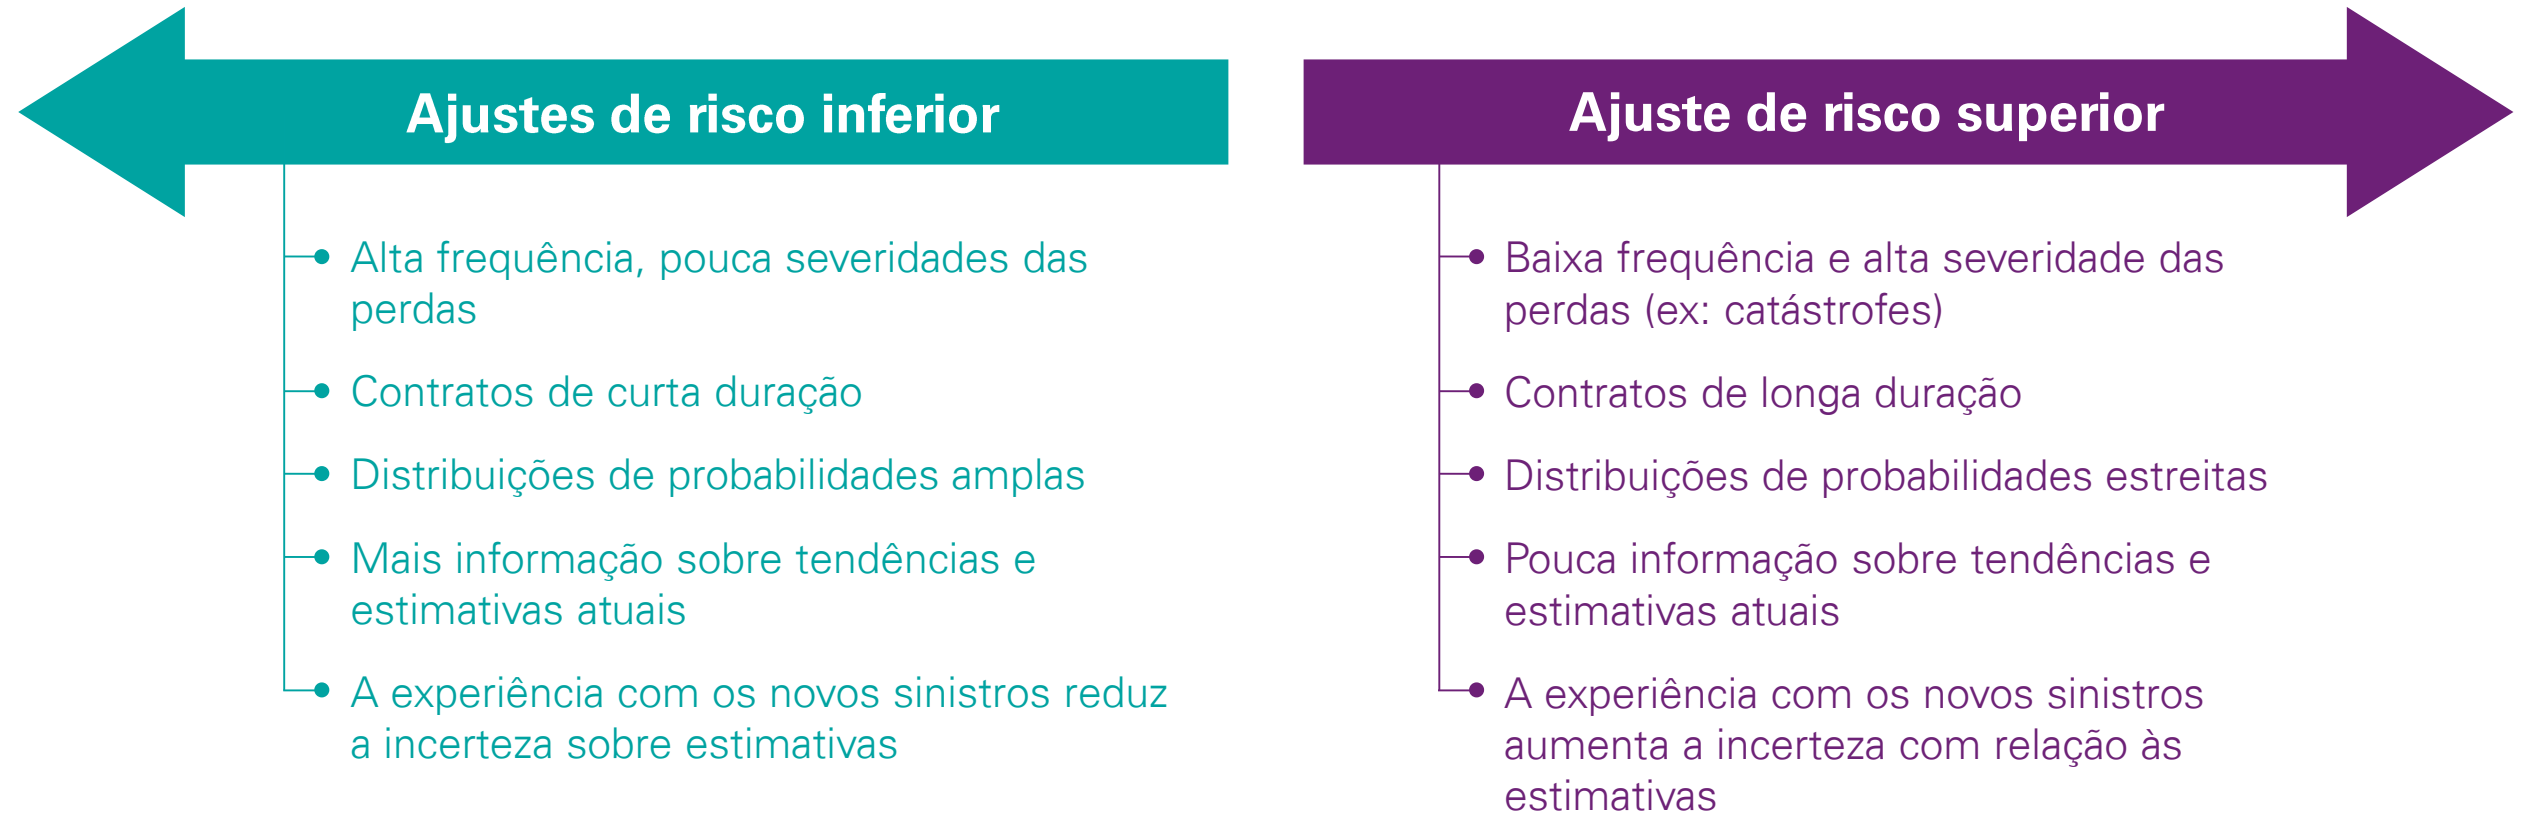 Ajustes de risco inferior
Alta frequência, pouca severidades das
perdas
Contratos de curta duração
Distribuições de probabilidades amplas
Mais informação sobre tendências e
estimativas atuais
A experiência com os novos sinistros reduz
a incerteza sobre estimativas
Ajuste de risco superior
Baixa frequência e alta severidade das
perdas (ex: catástrofes)
Contratos de longa duração
Distribuições de probabilidades estreitas
Pouca informação sobre tendências e
estimativas atuais
A experiência com os novos sinistros
aumenta a incerteza com relação às
estimativas